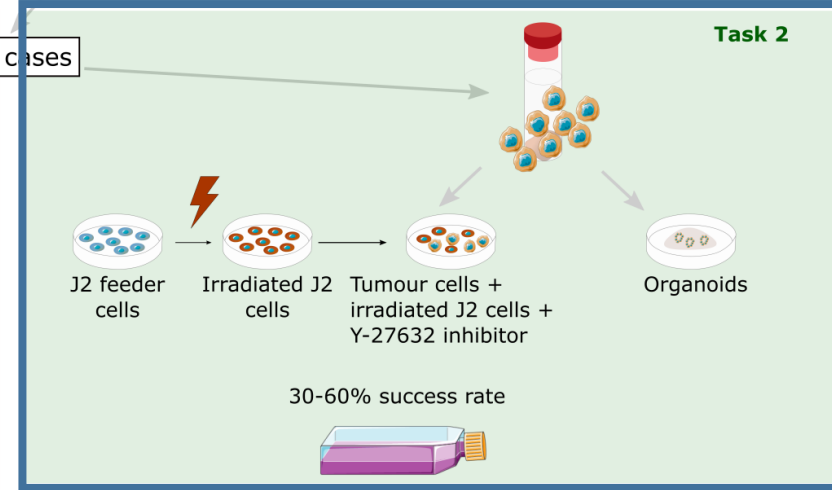 Task 2
cases
J2 feeder
cells
Irradiated J2
cells
Tumour cells +
irradiated J2 cells +
Y-27632 inhibitor
Organoids
30-60% success rate